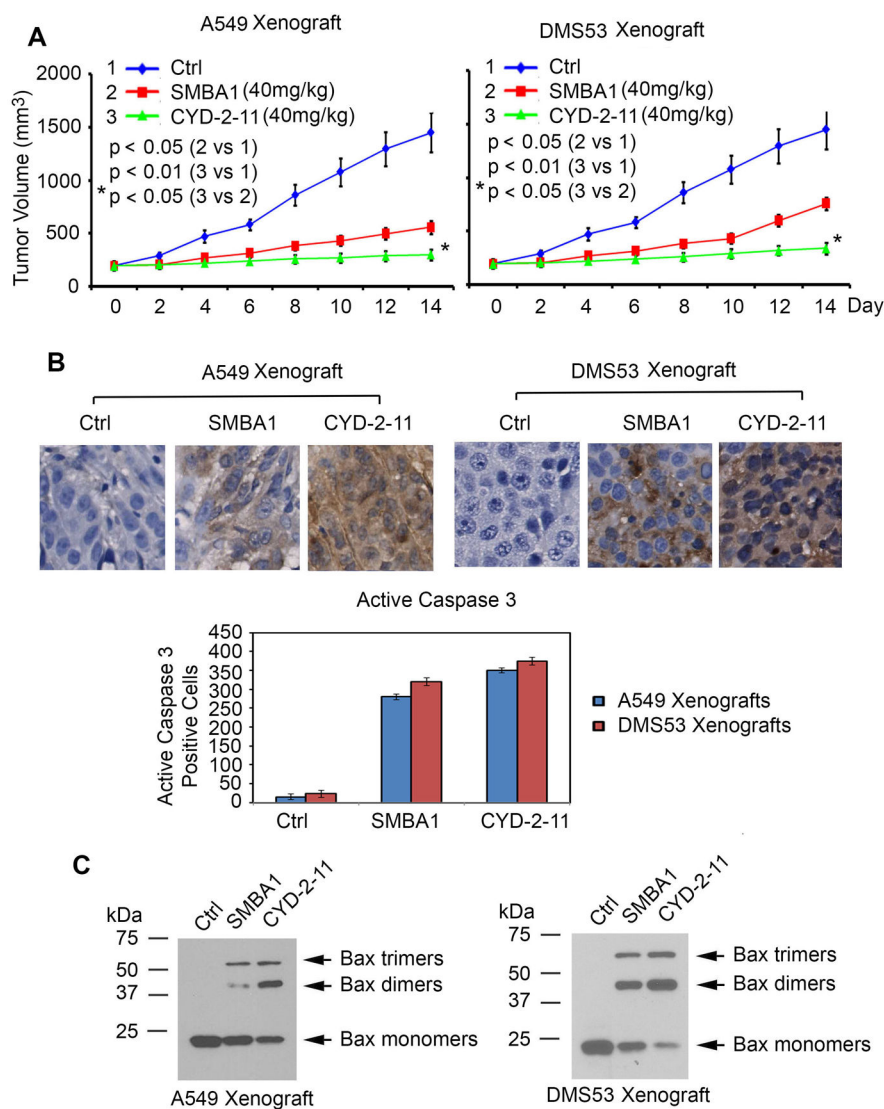 A
A549 Xenograft
DMS53 Xenograft
Tumor Volume (mm3)
2000
1500
1000
500
0
1 Ctrl
2 SMBA1 (40mg/kg)
3 CYD-2-11 (40mg/kg)
p < 0.05 (2 vs 1)
p < 0.01 (3 vs 1)
* p < 0.05 (3 vs 2)
*
0 2 4 6 8 10 12 14
1 Ctrl
2 SMBA1 (40mg/kg)
3 CYD-2-11 (40mg/kg)
p < 0.05 (2 vs 1)
p < 0.01 (3 vs 1)
* p < 0.05 (3 vs 2)
*
0 2 4 6 8 10 12 14 Day
B
A549 Xenograft
Ctrl SMBA1 CYD-2-11
DMS53 Xenograft
Ctrl SMBA1 CYD-2-11
Active Caspase 3
Active Caspase 3
Positive Cells
450
400
350
300
250
200
150
100
50
0
Ctrl SMBA1 CYD-2-11
A549 Xenografts
DMS53 Xenografts
C
Ctrl SMBA1 CYD-2-11
kDa
75
50
37
25
Bax trimers
Bax dimers
Bax monomers
A549 Xenograft
Ctrl SMBA1 CYD-2-11
kDa
75
50
37
25
Bax trimers
Bax dimers
Bax monomers
DMS53 Xenograft